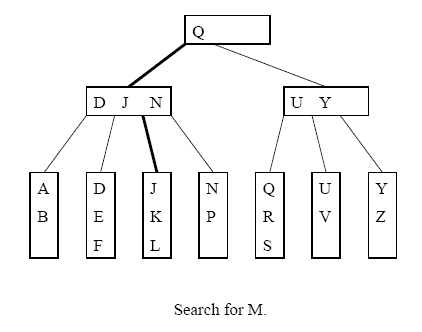 Q
D J N
U Y
A D J N Q U Y
B E K P R V Z
F L S
Search for M.